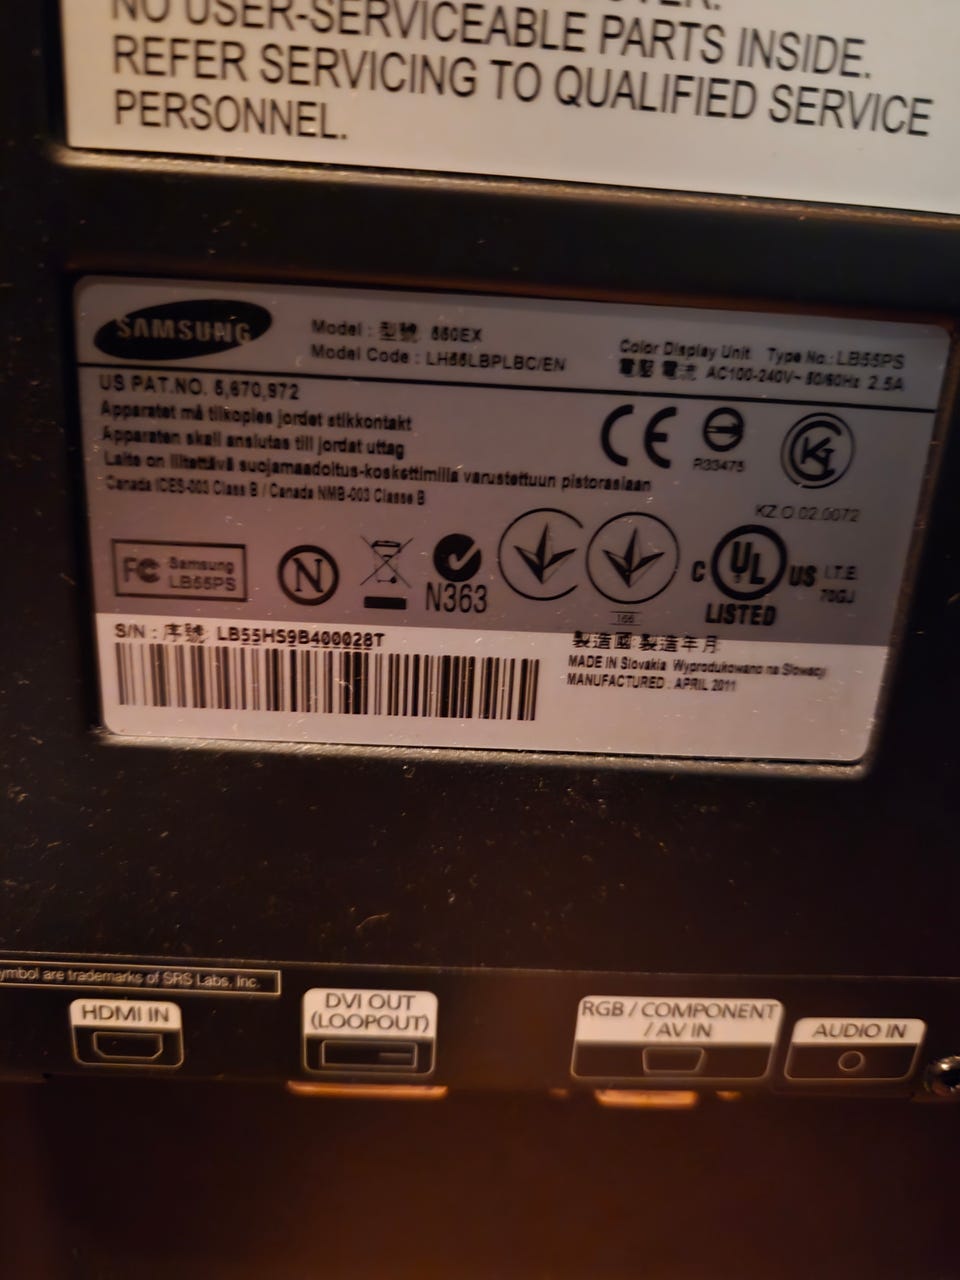 NO USER-SERVICEABLE PARTS INSIDE.
REFER SERVICING TO QUALIFIED SERVICE
PERSONNEL.
SAMSUNG
Model : 型號 550EX
Model Code : LH55LBPLBC/EN
Color Display Unit Type No.: LB55PS
電壓 電流 AC100-240V~ 50/60Hz 2.5A
US PAT.NO. 5,670,972
Apparatet må tilkoples jordet stikkontakt
Apparaten skall anslutas till jordat uttag
Laite on liitettävä suojamaadoitus-koskettimilla varustettuun pistorasiaan
Canada ICES-003 Class B / Canada NMB-003 Classe B
CE
R33475
KZ O 02.0072
FC Samsung
LB55PS
N
N363
166
C UL US
LISTED
I.T.E.
70GJ
S/N : 序號 LB55HS9B400028T
製造國 製造年月
MADE IN Slovakia Wyprodukowano na Słowacy
MANUFACTURED : APRIL 2011
symbol are trademarks of SRS Labs, Inc.
HDMI IN
DVI OUT
(LOOPOUT)
RGB / COMPONENT
/ AV IN
AUDIO IN